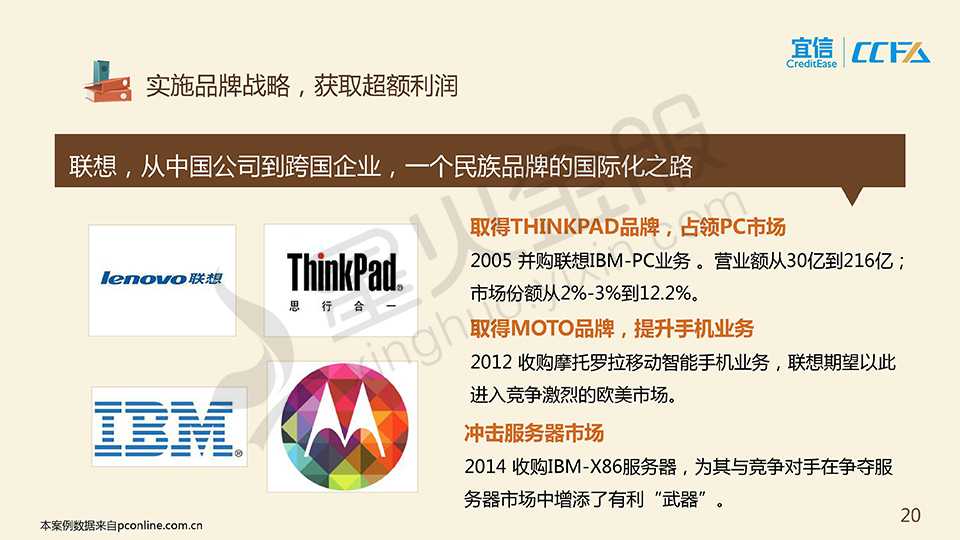 宜信
CreditEase
CCFA
实施品牌战略，获取超额利润
联想，从中国公司到跨国企业，一个民族品牌的国际化之路
lenovo联想
ThinkPad®
思行合一
IBM®
取得THINKPAD品牌，占领PC市场
2005 并购联想IBM-PC业务 。营业额从30亿到216亿；
市场份额从2%-3%到12.2%。
取得MOTO品牌，提升手机业务
2012 收购摩托罗拉移动智能手机业务，联想期望以此
进入竞争激烈的欧美市场。
冲击服务器市场
2014 收购IBM-X86服务器，为其与竞争对手在争夺服
务器市场中增添了有利“武器”。
星火金服
本案例数据来自pconline.com.cn
20